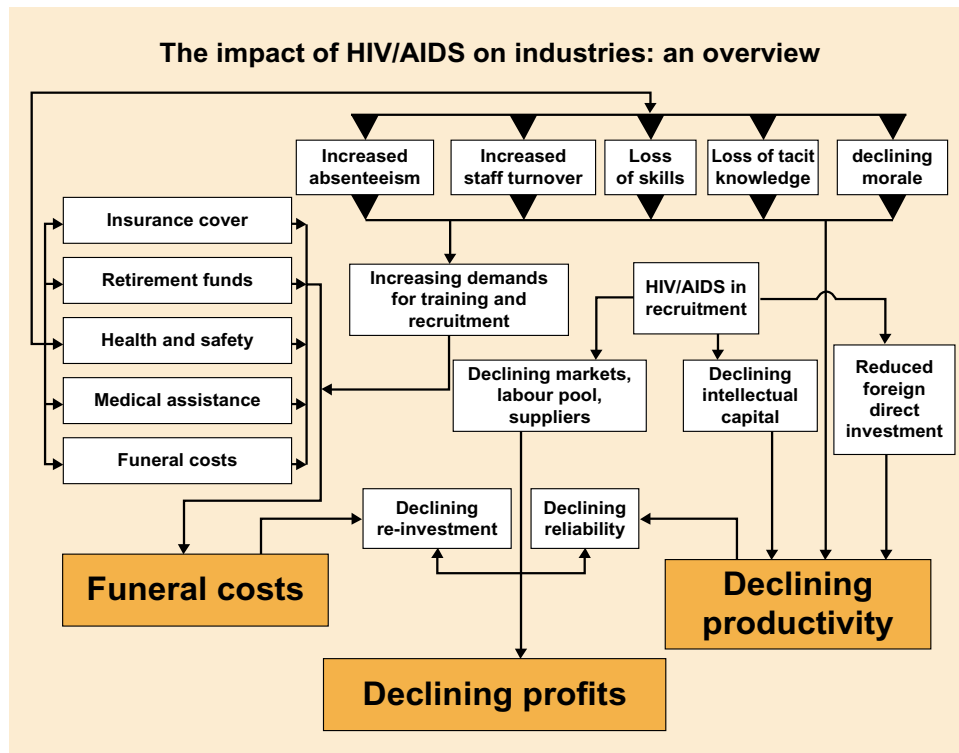 The impact of HIV/AIDS on industries: an overview
Increased
absenteeism
Increased
staff turnover
Loss
of skills
Loss of tacit
knowledge
declining
morale
Insurance cover
Retirement funds
Health and safety
Medical assistance
Funeral costs
Increasing demands
for training and
recruitment
HIV/AIDS in
recruitment
Declining markets,
labour pool,
suppliers
Declining
intellectual
capital
Reduced
foreign
direct
investment
Declining
re-investment
Declining
reliability
Funeral costs
Declining
productivity
Declining profits